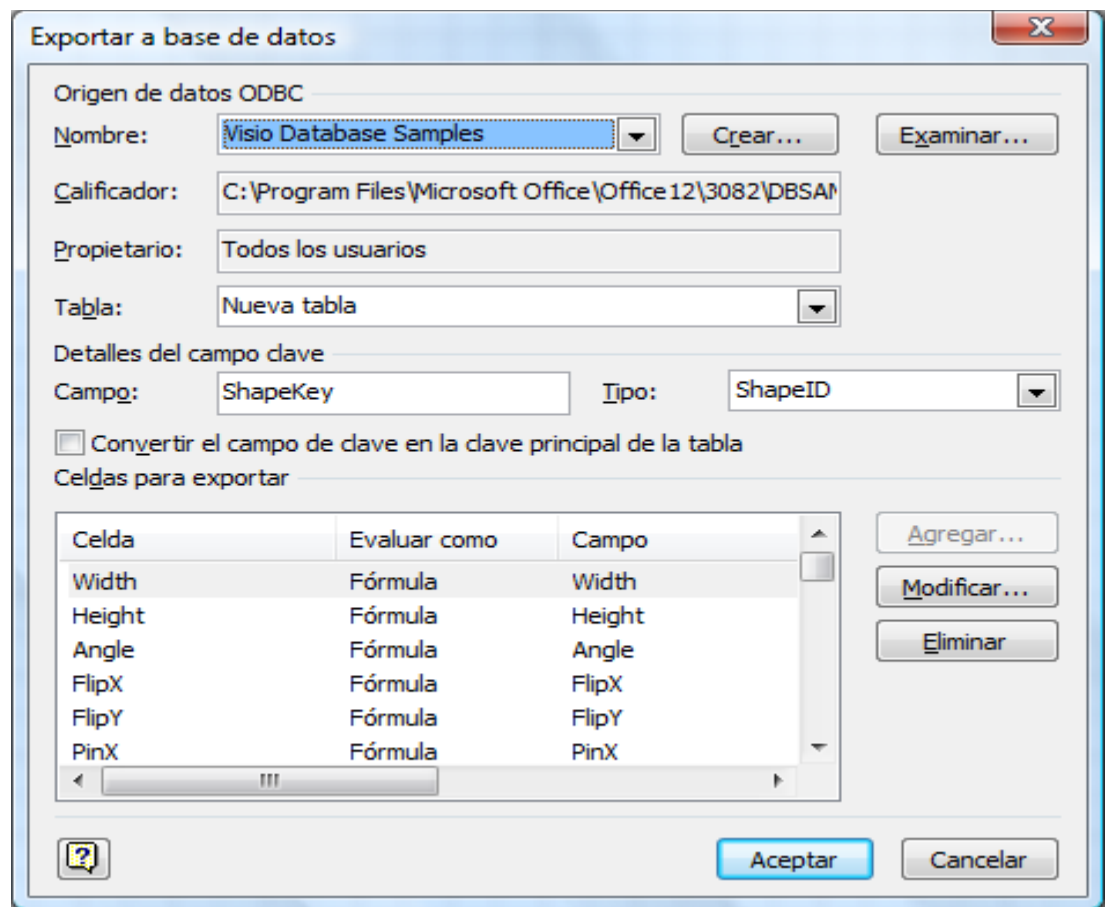 Exportar a base de datos
Origen de datos ODBC
Nombre: Visio Database Samples Crear... Examinar...
Calificador: C:\Program Files\Microsoft Office\Office12\3082\DBSAM
Propietario: Todos los usuarios
Tabla: Nueva tabla
Detalles del campo clave
Campo: ShapeKey Tipo: ShapeID
Convertir el campo de clave en la clave principal de la tabla
Celdas para exportar
Celda Evaluar como Campo Agregar...
Width Fórmula Width Modificar...
Height Fórmula Height
Angle Fórmula Angle Eliminar
FlipX Fórmula FlipX
FlipY Fórmula FlipY
PinX Fórmula PinX
Aceptar Cancelar